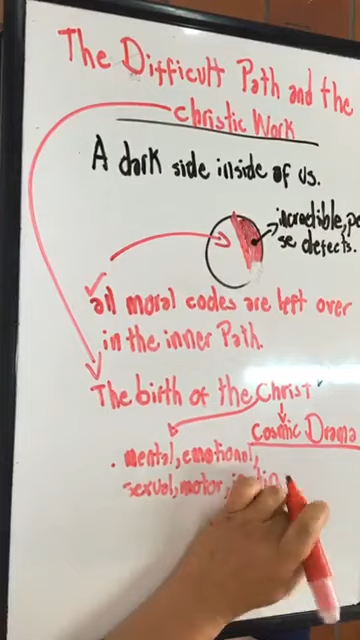 The Difficult Path and the
christic Work
A dark side inside of us.
incredible,
se defects.
all moral codes are left over
in the inner Path.
The birth of the Christ
cosmic Drama
. mental, emotional,
sexual, motor,